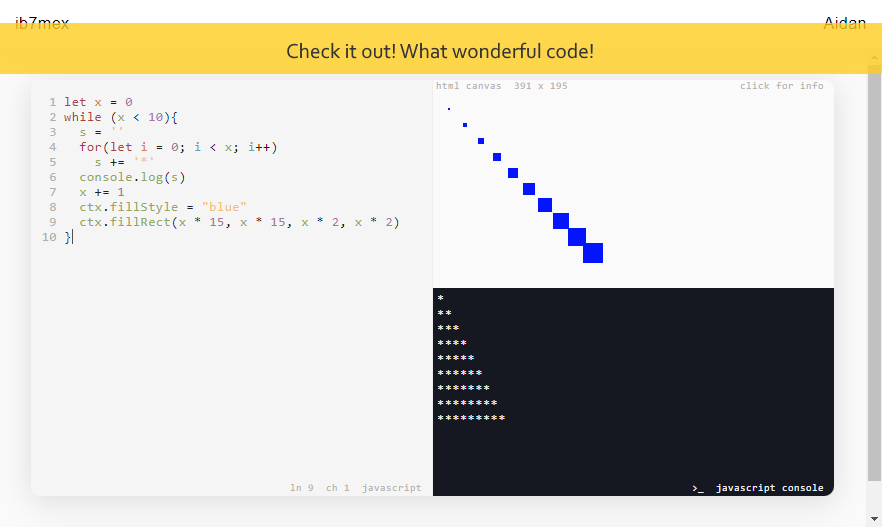 ib7mex
Aidan
Check it out! What wonderful code!
1 let x = 0
2 while (x < 10){
3   s = ''
4   for(let i = 0; i < x; i++)
5     s += '*'
6   console.log(s)
7   x += 1
8   ctx.fillStyle = "blue"
9   ctx.fillRect(x * 15, x * 15, x * 2, x * 2)
10 }
ln 9 ch 1 javascript
html canvas 391 x 195
click for info
*
**
***
****
*****
******
*******
********
*********
>_ javascript console